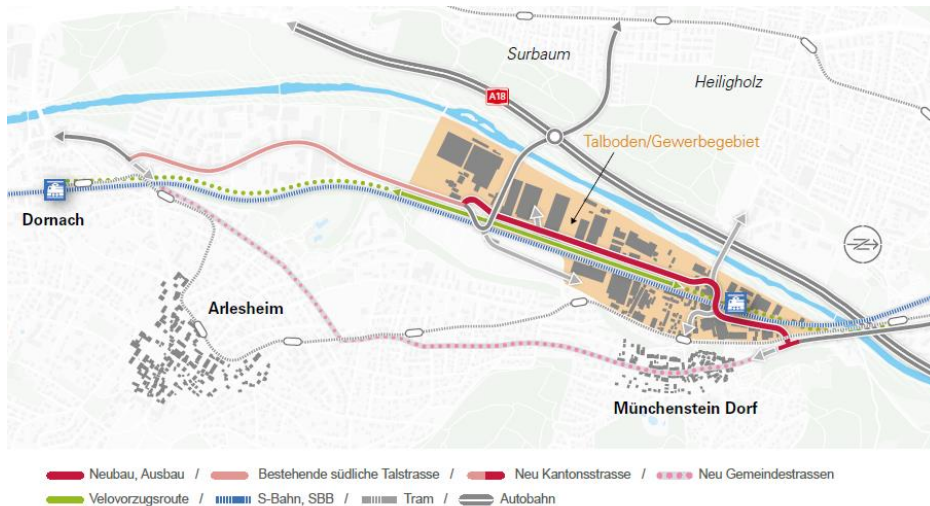 Surbaum
Heiligholz
A18
Talboden/Gewerbegebiet
Dornach
Arlesheim
Münchenstein Dorf
Neubau, Ausbau / Bestehende südliche Talstrasse / Neu Kantonsstrasse / Neu Gemeindestrassen
Velovorzugsroute / S-Bahn, SBB / Tram / Autobahn